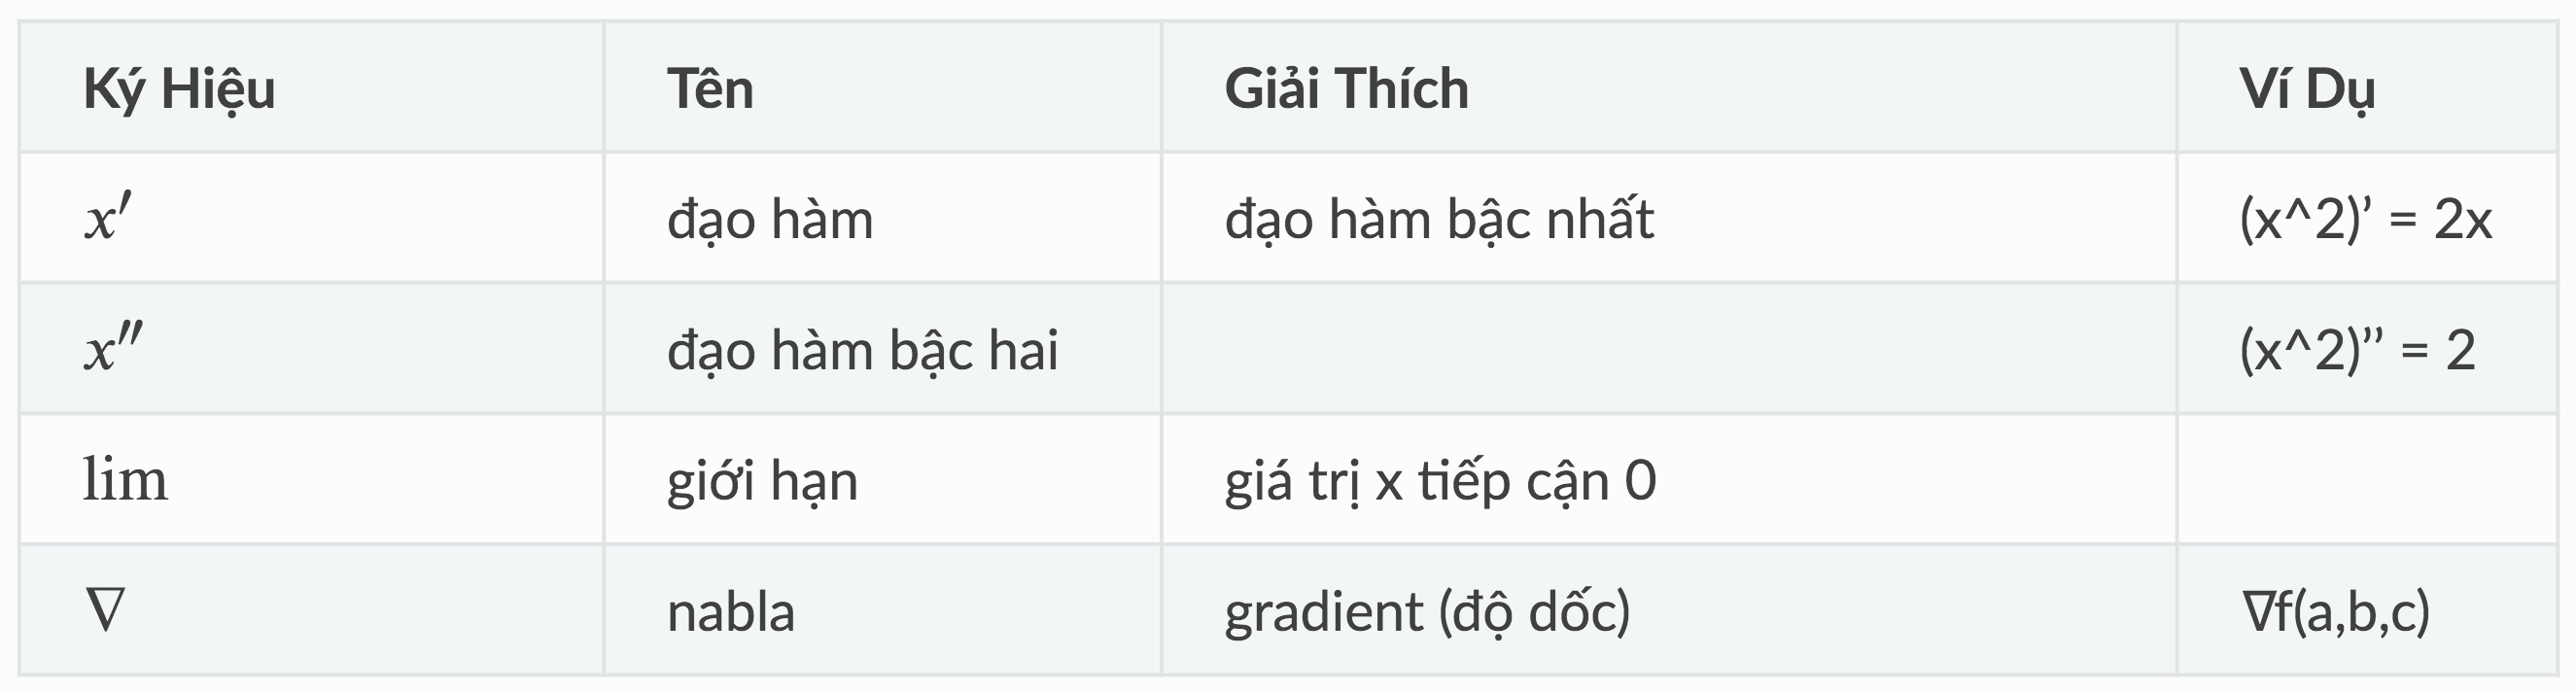 Ký Hiệu Tên Giải Thích Ví Dụ
x′ đạo hàm đạo hàm bậc nhất (x^2)’ = 2x
x″ đạo hàm bậc hai (x^2)’’ = 2
lim giới hạn giá trị x tiếp cận 0
∇ nabla gradient (độ dốc) ∇f(a,b,c)